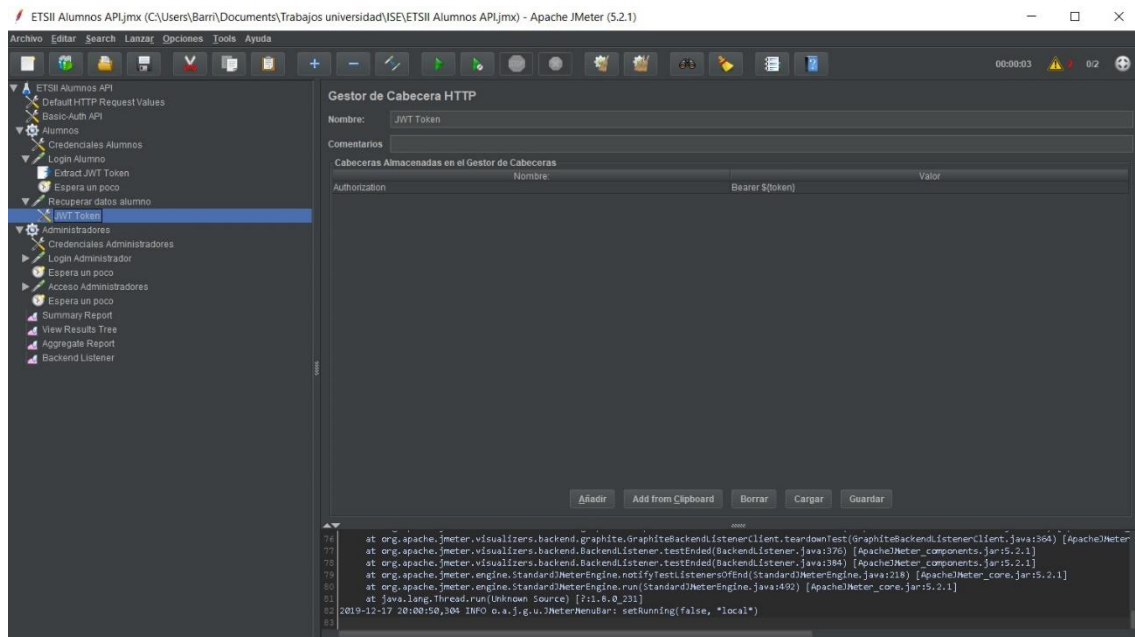 ETSII Alumnos API.jmx (C:\Users\Barri\Documents\Trabajos universidad\ISE\ETSII Alumnos API.jmx) - Apache JMeter (5.2.1)
Archivo Editar Search Lanzar Opciones Tools Ayuda
00:00:03 0/2
ETSII Alumnos API
Default HTTP Request Values
Basic-Auth API
Alumnos
Credenciales Alumnos
Login Alumno
Extract JWT Token
Espera un poco
Recuperar datos alumno
JWT Token
Administradores
Credenciales Administradores
Login Administrador
Espera un poco
Acceso Administradores
Espera un poco
Summary Report
View Results Tree
Aggregate Report
Backend Listener
Gestor de Cabecera HTTP
Nombre: JWT Token
Comentarios
Cabeceras Almacenadas en el Gestor de Cabeceras
Nombre: Valor
Authorization Bearer ${token}
Añadir Add from Clipboard Borrar Cargar Guardar
76 at org.apache.jmeter.visualizers.backend.graphite.GraphiteBackendListenerClient.teardownTest(GraphiteBackendListenerClient.java:364) [ApacheJMeter
77 at org.apache.jmeter.visualizers.backend.BackendListener.testEnded(BackendListener.java:376) [ApacheJMeter_components.jar:5.2.1]
78 at org.apache.jmeter.visualizers.backend.BackendListener.testEnded(BackendListener.java:384) [ApacheJMeter_components.jar:5.2.1]
79 at org.apache.jmeter.engine.StandardJMeterEngine.notifyTestListenersOfEnd(StandardJMeterEngine.java:218) [ApacheJMeter_core.jar:5.2.1]
80 at org.apache.jmeter.engine.StandardJMeterEngine.run(StandardJMeterEngine.java:492) [ApacheJMeter_core.jar:5.2.1]
81 at java.lang.Thread.run(Unknown Source) [?:1.8.0_231]
82 2019-12-17 20:00:50,304 INFO o.a.j.g.u.JMeterMenuBar: setRunning(false, *local*)
83